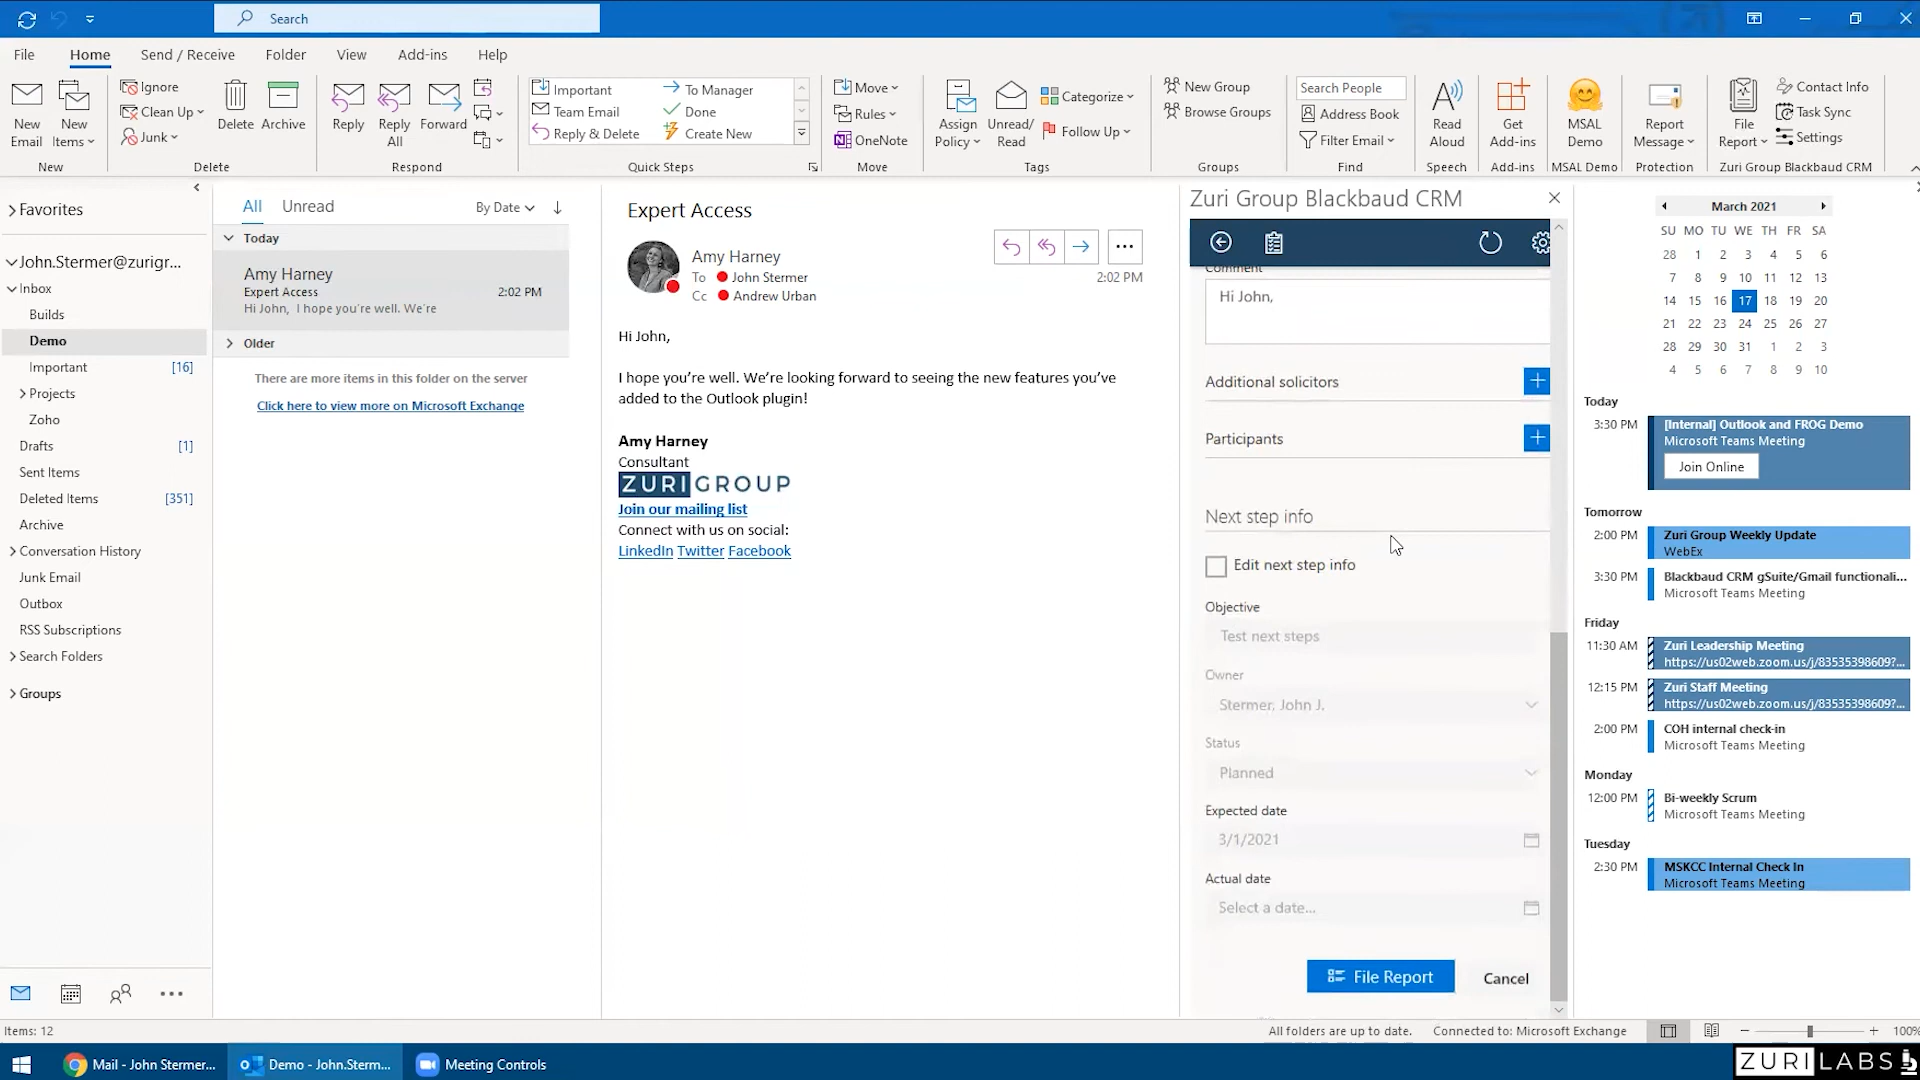 Search
File Home Send / Receive Folder View Add-ins Help
New Email
New Items
New
Ignore
Clean Up
Junk
Delete
Archive
Delete
Reply
Reply All
Forward
Respond
Important
Team Email
Reply & Delete
To Manager
Done
Create New
Quick Steps
Move
Rules
OneNote
Move
Assign Policy
Unread/ Read
Categorize
Follow Up
Tags
New Group
Browse Groups
Groups
Search People
Address Book
Filter Email
Find
Read Aloud
Speech
Get Add-ins
Add-ins
MSAL Demo
MSAL Demo
Report Message
Protection
File Report
Contact Info
Task Sync
Settings
Zuri Group Blackbaud CRM
Favorites
John.Stermer@zurigr...
Inbox
Builds
Demo
Important [16]
Projects
Zoho
Drafts [1]
Sent Items
Deleted Items [351]
Archive
Conversation History
Junk Email
Outbox
RSS Subscriptions
Search Folders
Groups
All Unread By Date
Today
Amy Harney
Expert Access 2:02 PM
Hi John, I hope you're well. We're
Older
There are more items in this folder on the server
Click here to view more on Microsoft Exchange
Expert Access
Amy Harney
To John Stermer
Cc Andrew Urban
2:02 PM
Hi John,
I hope you're well. We're looking forward to seeing the new features you've
added to the Outlook plugin!
Amy Harney
Consultant
ZURI GROUP
Join our mailing list
Connect with us on social:
LinkedIn Twitter Facebook
Zuri Group Blackbaud CRM
Comment
Hi John,
Additional solicitors
Participants
Next step info
Edit next step info
Objective
Test next steps
Owner
Stermer, John J.
Status
Planned
Expected date
3/1/2021
Actual date
Select a date...
File Report Cancel
March 2021
SU MO TU WE TH FR SA
28 1 2 3 4 5 6
7 8 9 10 11 12 13
14 15 16 17 18 19 20
21 22 23 24 25 26 27
28 29 30 31 1 2 3
4 5 6 7 8 9 10
Today
3:30 PM [Internal] Outlook and FROG Demo
Microsoft Teams Meeting
Join Online
Tomorrow
2:00 PM Zuri Group Weekly Update
WebEx
3:30 PM Blackbaud CRM gSuite/Gmail functionali...
Microsoft Teams Meeting
Friday
11:30 AM Zuri Leadership Meeting
https://us02web.zoom.us/j/83535398609?...
12:15 PM Zuri Staff Meeting
https://us02web.zoom.us/j/83535398609?...
2:00 PM COH internal check-in
Microsoft Teams Meeting
Monday
12:00 PM Bi-weekly Scrum
Microsoft Teams Meeting
Tuesday
2:30 PM MSKCC Internal Check In
Microsoft Teams Meeting
Items: 12 All folders are up to date. Connected to: Microsoft Exchange 100%
Mail - John Stermer... Demo - John.Sterm... Meeting Controls
ZURI LABS